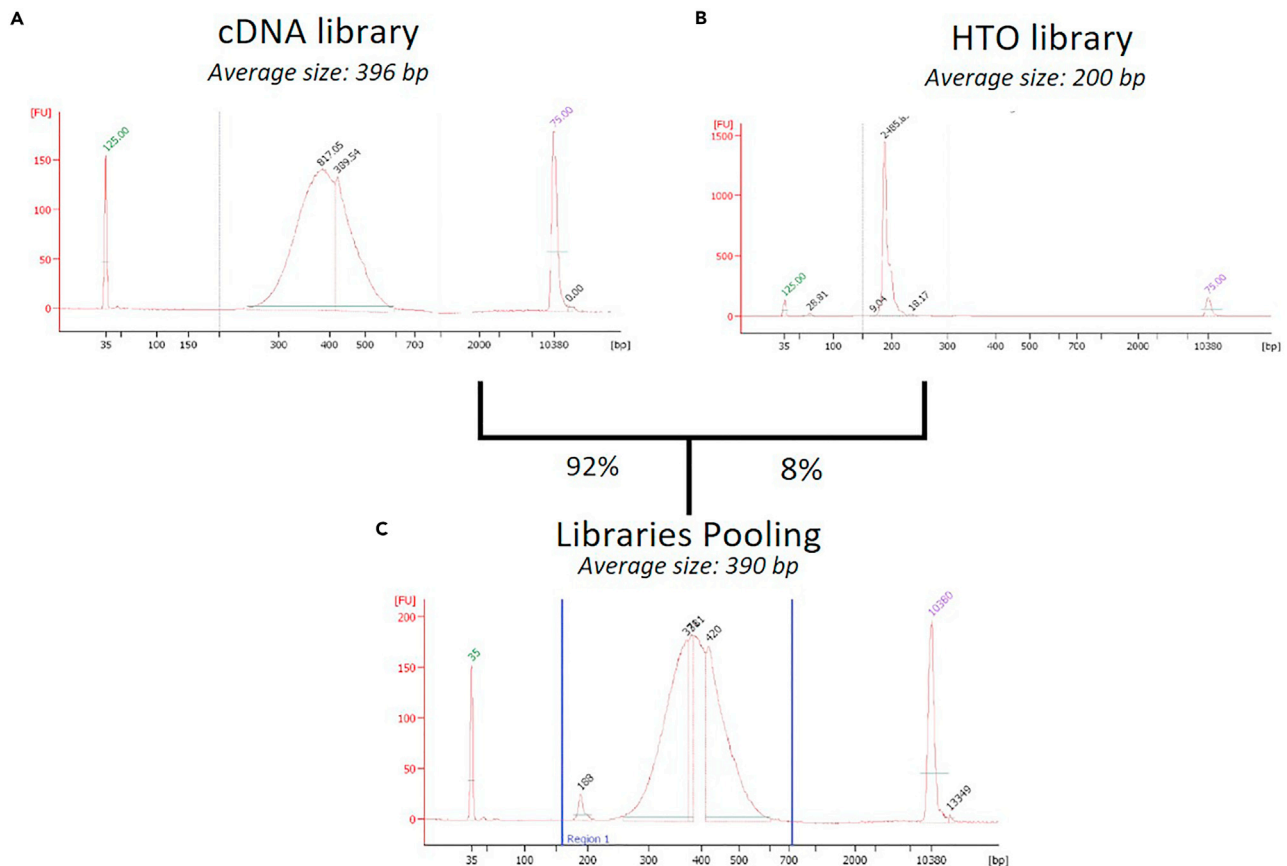 A
cDNA library
Average size: 396 bp
[FU]
125.00
817.05
389.54
75.00
0.00
150
100
50
0
35 100 150 300 400 500 700 2000 10380 [bp]
B
HTO library
Average size: 200 bp
[FU]
125.00
28.81
9.04
18.17
75.00
1500
1000
500
0
35 100 200 300 400 500 700 2000 10380 [bp]
92% 8%
C
Libraries Pooling
Average size: 390 bp
[FU]
35
188
420
10380
13349
200
150
100
50
0
Region 1
35 100 200 300 400 500 700 2000 10380 [bp]